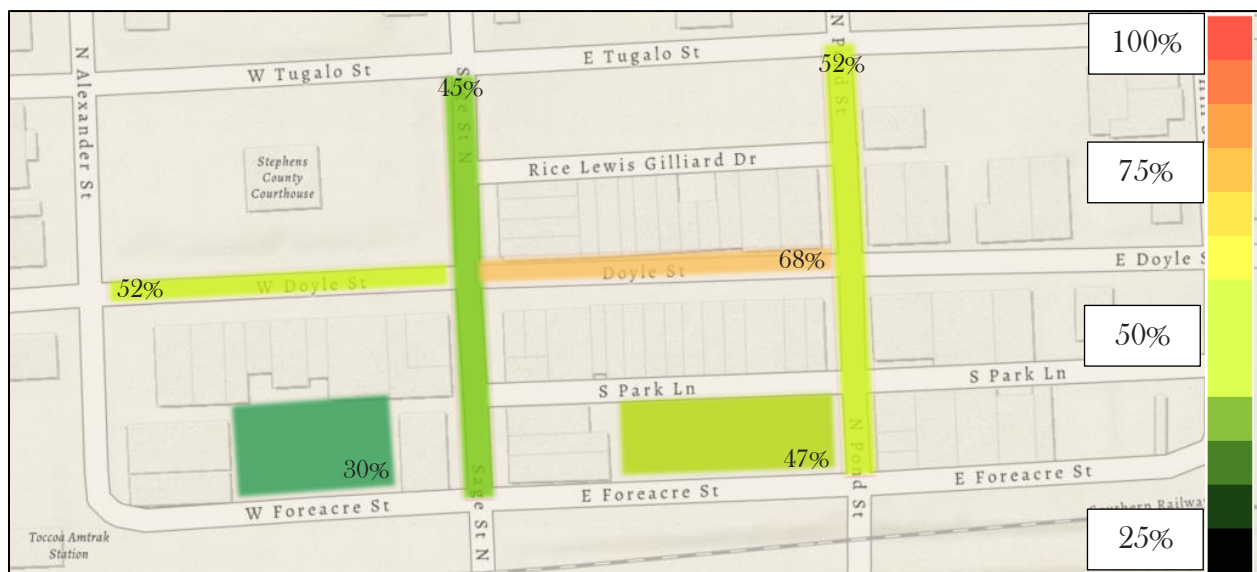 N Alexander St
W Tugalo St
E Tugalo St
45%
52%
100%
Stephens
County
Courthouse
Rice Lewis Gilliard Dr
75%
52%
W Doyle St
Doyle St
68%
E Doyle S
50%
S Park Ln
S Park Ln
30%
47%
N Pond St
Sage St N
W Foreacre St
E Foreacre St
E Foreacre St
Toccoa Amtrak
Station
Southern Railway
25%